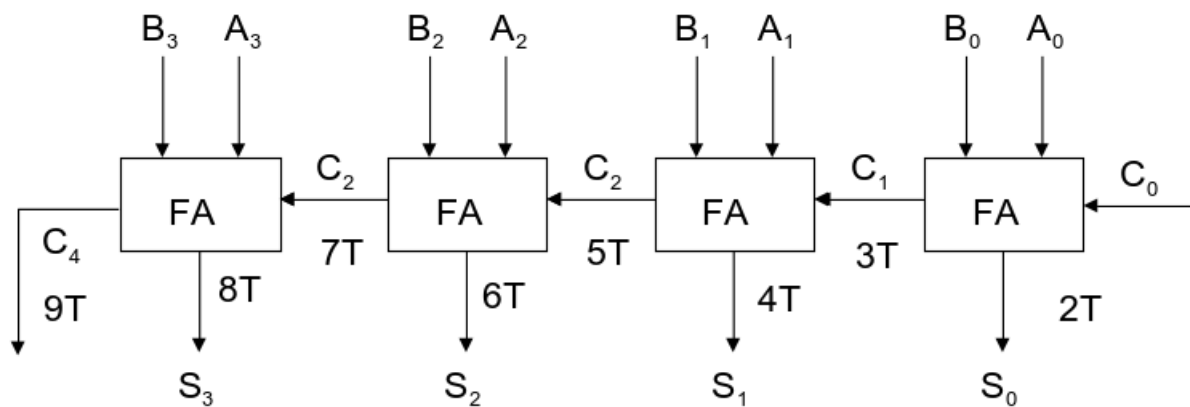 B₃ A₃ B₂ A₂ B₁ A₁ B₀ A₀
C₂ C₂ C₁ C₀
FA FA FA FA
C₄ 7T 5T 3T
9T 8T 6T 4T 2T
S₃ S₂ S₁ S₀